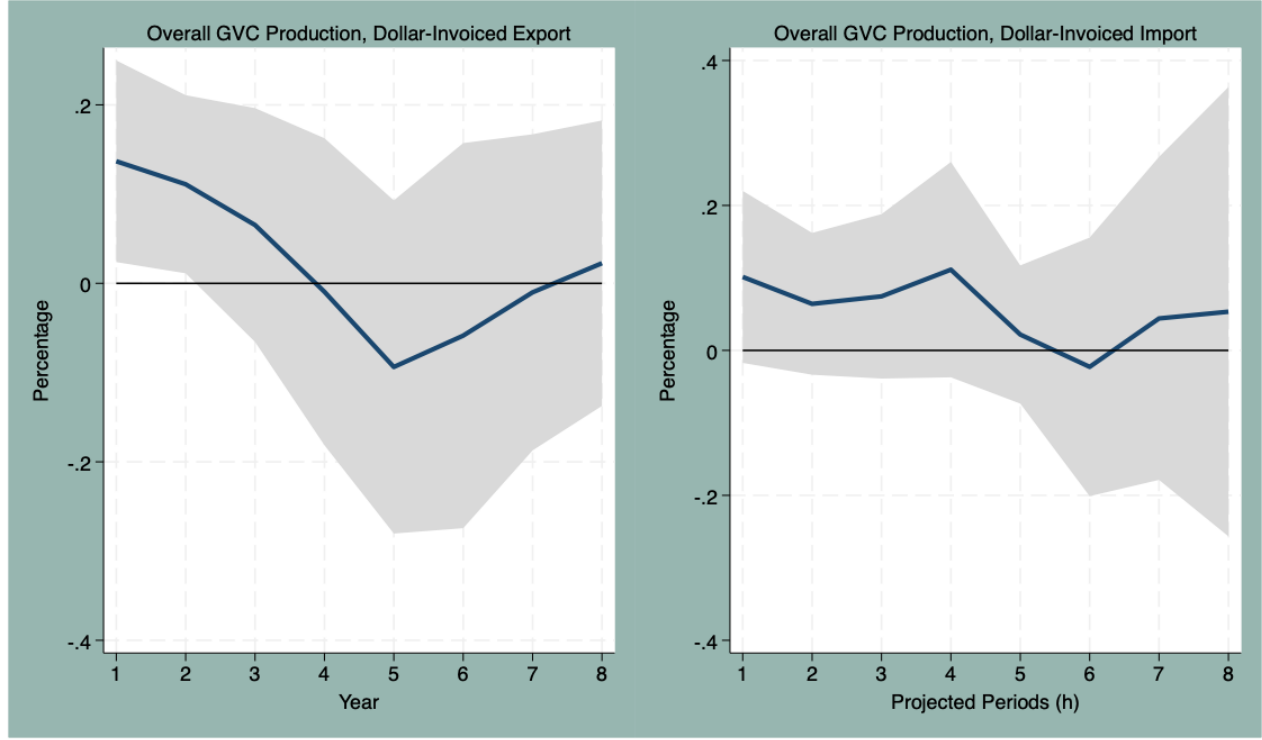 Overall GVC Production, Dollar-Invoiced Export
Percentage
.2
0
-.2
-.4
1 2 3 4 5 6 7 8
Year
Overall GVC Production, Dollar-Invoiced Import
Percentage
.4
.2
0
-.2
-.4
1 2 3 4 5 6 7 8
Projected Periods (h)